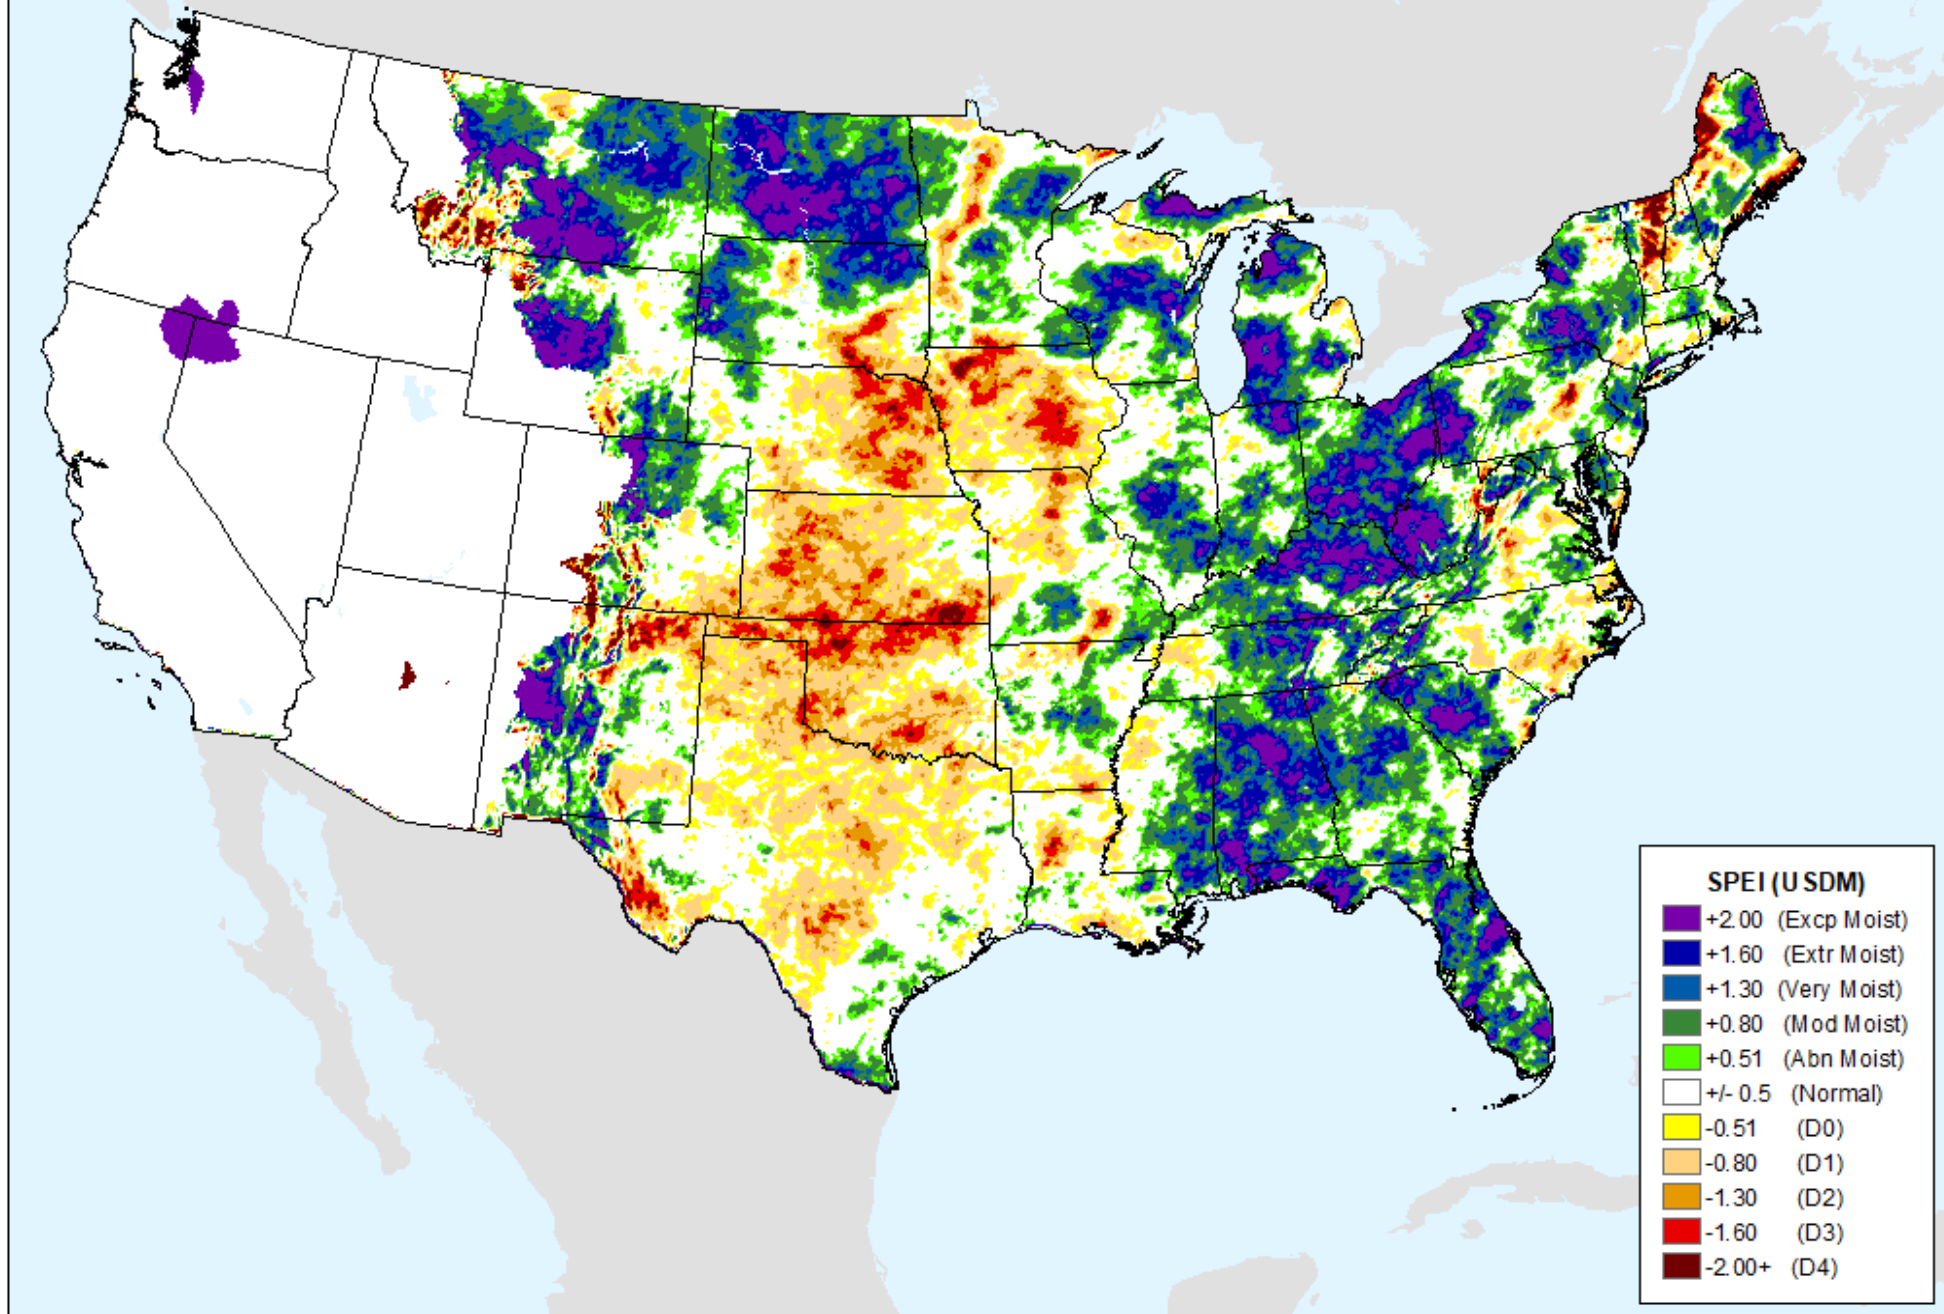 SPEI (USDM)
+2.00 (Excp Moist)
+1.60 (Extr Moist)
+1.30 (Very Moist)
+0.80 (Mod Moist)
+0.51 (Abn Moist)
+/- 0.5 (Normal)
-0.51 (D0)
-0.80 (D1)
-1.30 (D2)
-1.60 (D3)
-2.00+ (D4)